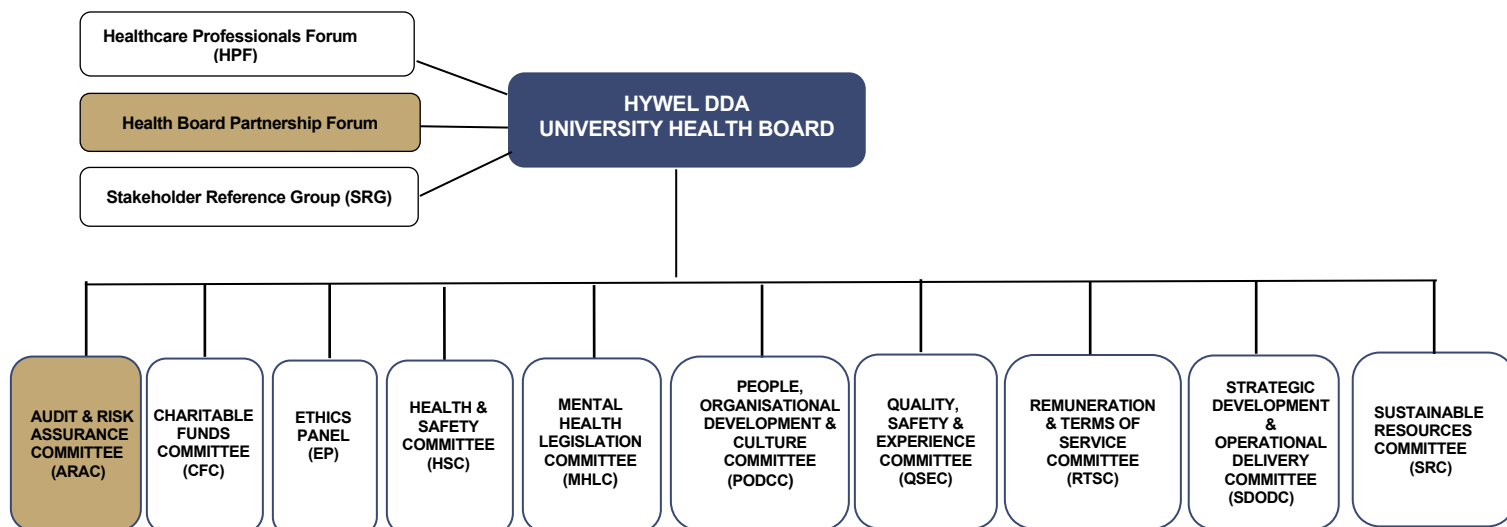 Healthcare Professionals Forum
(HPF)
Health Board Partnership Forum
Stakeholder Reference Group (SRG)
HYWEL DDA
UNIVERSITY HEALTH BOARD
AUDIT & RISK
ASSURANCE
COMMITTEE
(ARAC)
CHARITABLE
FUNDS
COMMITTEE
(CFC)
ETHICS
PANEL
(EP)
HEALTH &
SAFETY
COMMITTEE
(HSC)
MENTAL
HEALTH
LEGISLATION
COMMITTEE
(MHLC)
PEOPLE,
ORGANISATIONAL
DEVELOPMENT &
CULTURE
COMMITTEE
(PODCC)
QUALITY,
SAFETY &
EXPERIENCE
COMMITTEE
(QSEC)
REMUNERATION
& TERMS OF
SERVICE
COMMITTEE
(RTSC)
STRATEGIC
DEVELOPMENT
&
OPERATIONAL
DELIVERY
COMMITTEE
(SDODC)
SUSTAINABLE
RESOURCES
COMMITTEE
(SRC)